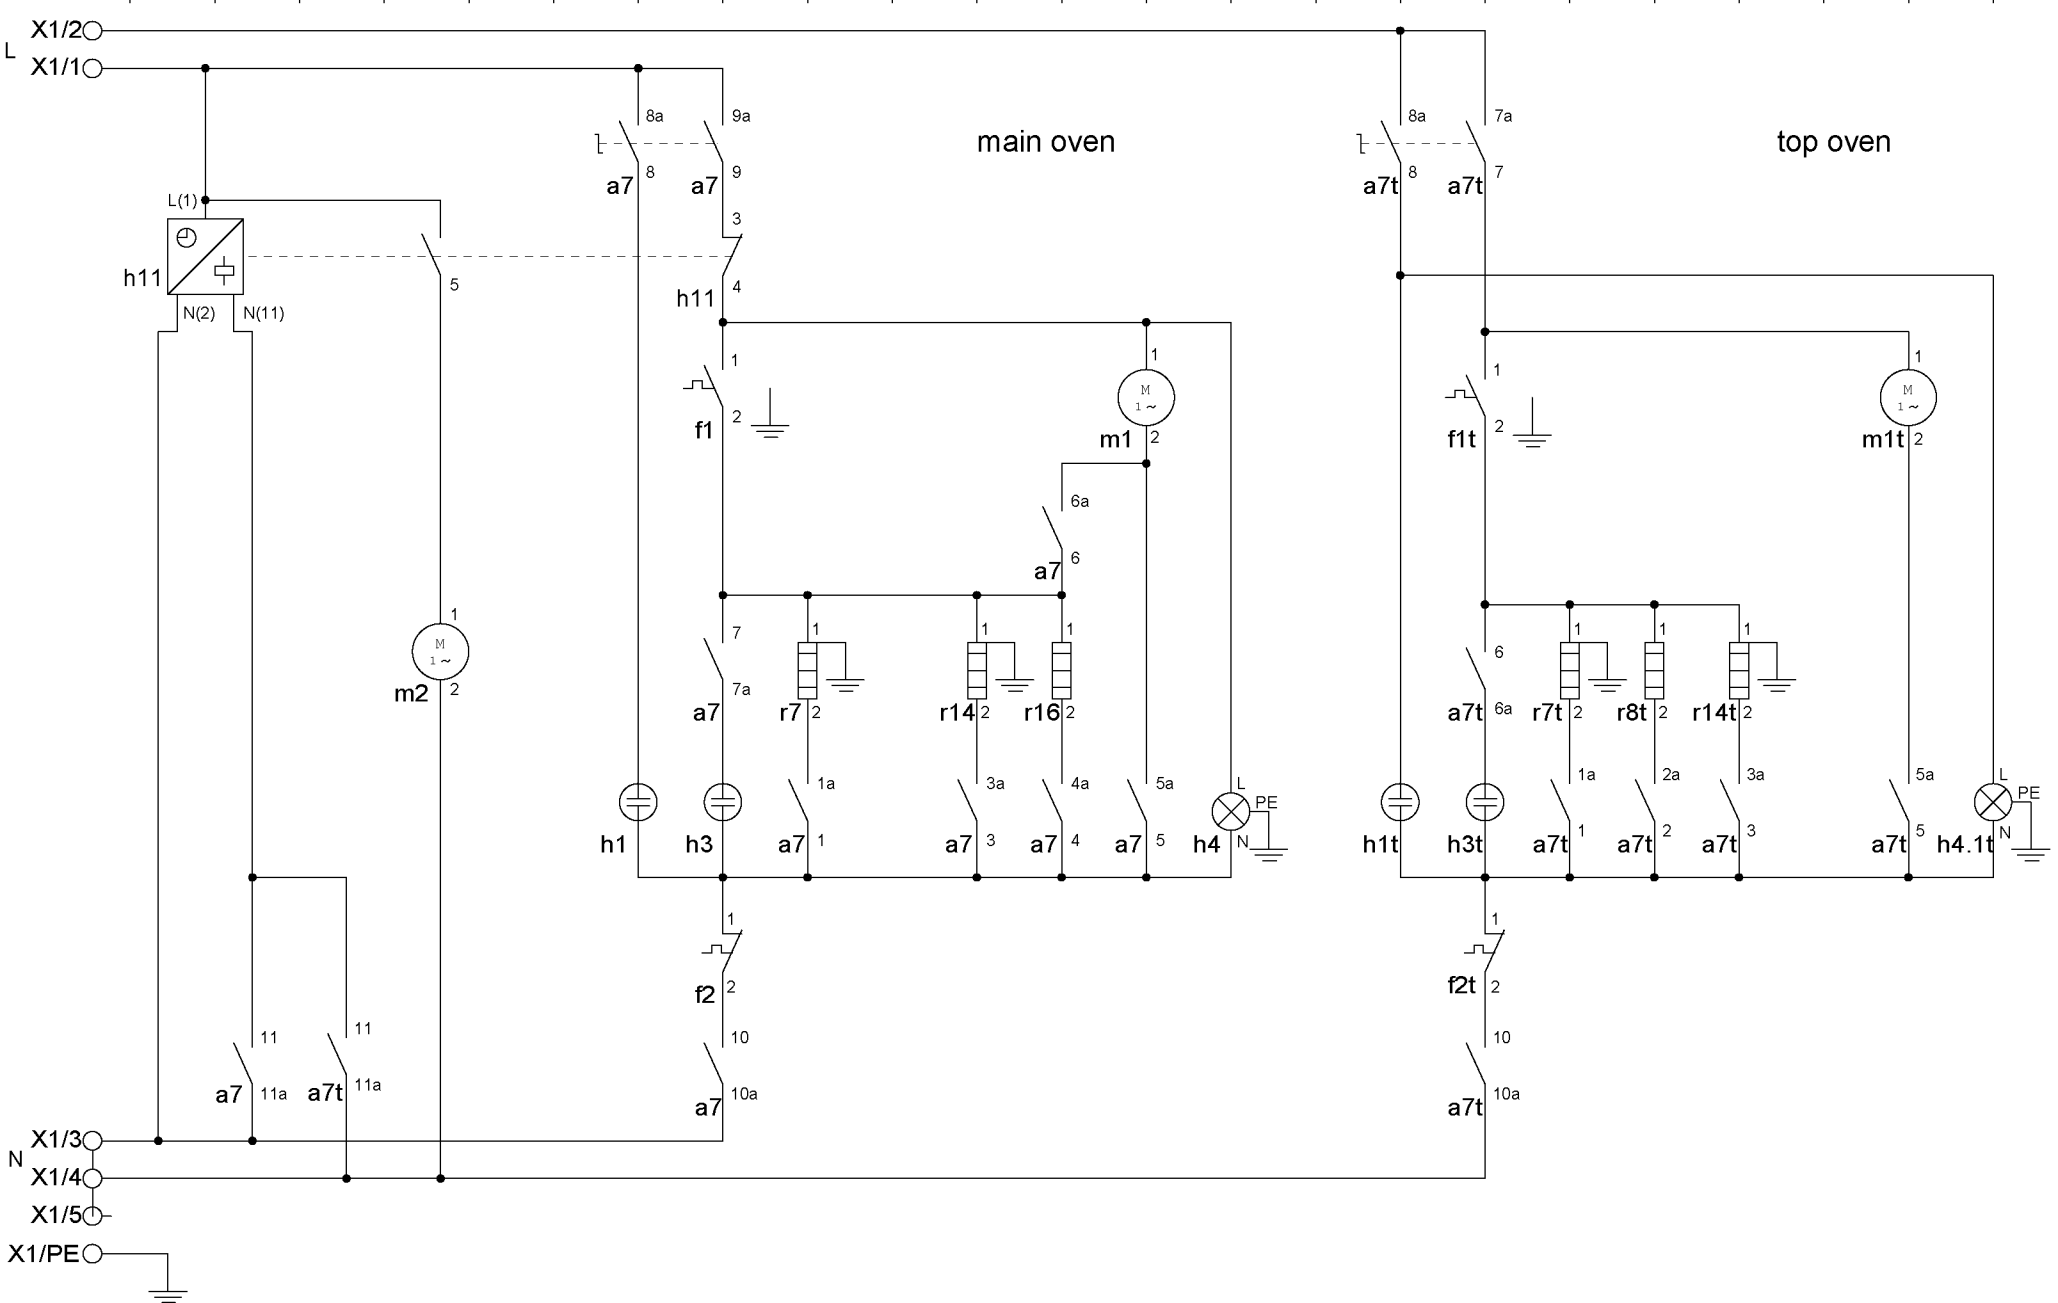 X1/2
L
X1/1
8a 9a 8a 7a
main oven top oven
8 9 8 7
a7 a7 a7t a7t
L(1) 3
h11 5 4
h11
N(2) N(11)
1 1 1 1
M M
1 ~ 1 ~
2 2
f1 m1 2 f1t m1t 2
6a
6
a7
1 7 1 1 1 6 1 1 1
M
1 ~
m2 2 7a 6a
a7 r7 2 r14 2 r16 2 a7t r7t 2 r8t 2 r14t 2
1a 3a 4a 5a L 1a 2a 3a 5a L
PE PE
h1 h3 a7 1 a7 3 a7 4 a7 5 h4 N h1t h3t a7t 1 a7t 2 a7t 3 a7t 5 h4.1t N
1 1
f2 2 f2t 2
11 11 10 10
a7 11a a7t 11a a7 10a a7t 10a
X1/3
N
X1/4
X1/5
X1/PE